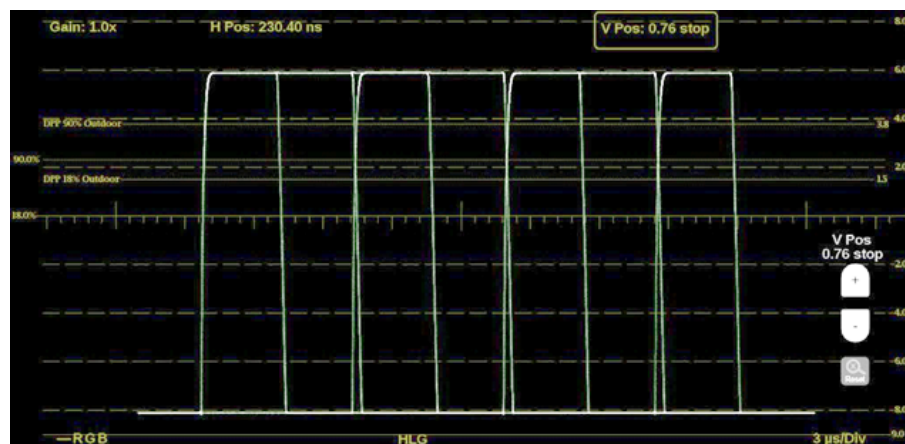 Gain: 1.0x H Pos: 230.40 ns V Pos: 0.76 stop
8.0
6.0
4.0
DPP 90% Outdoor 3.8
90.0%
2.0
DPP 18% Outdoor 1.5
18.0%
V Pos
0.76 stop
-2.0
+
-4.0
-
-6.0
Reset
-8.0
-9.0
RGB HLG 3 µs/Div